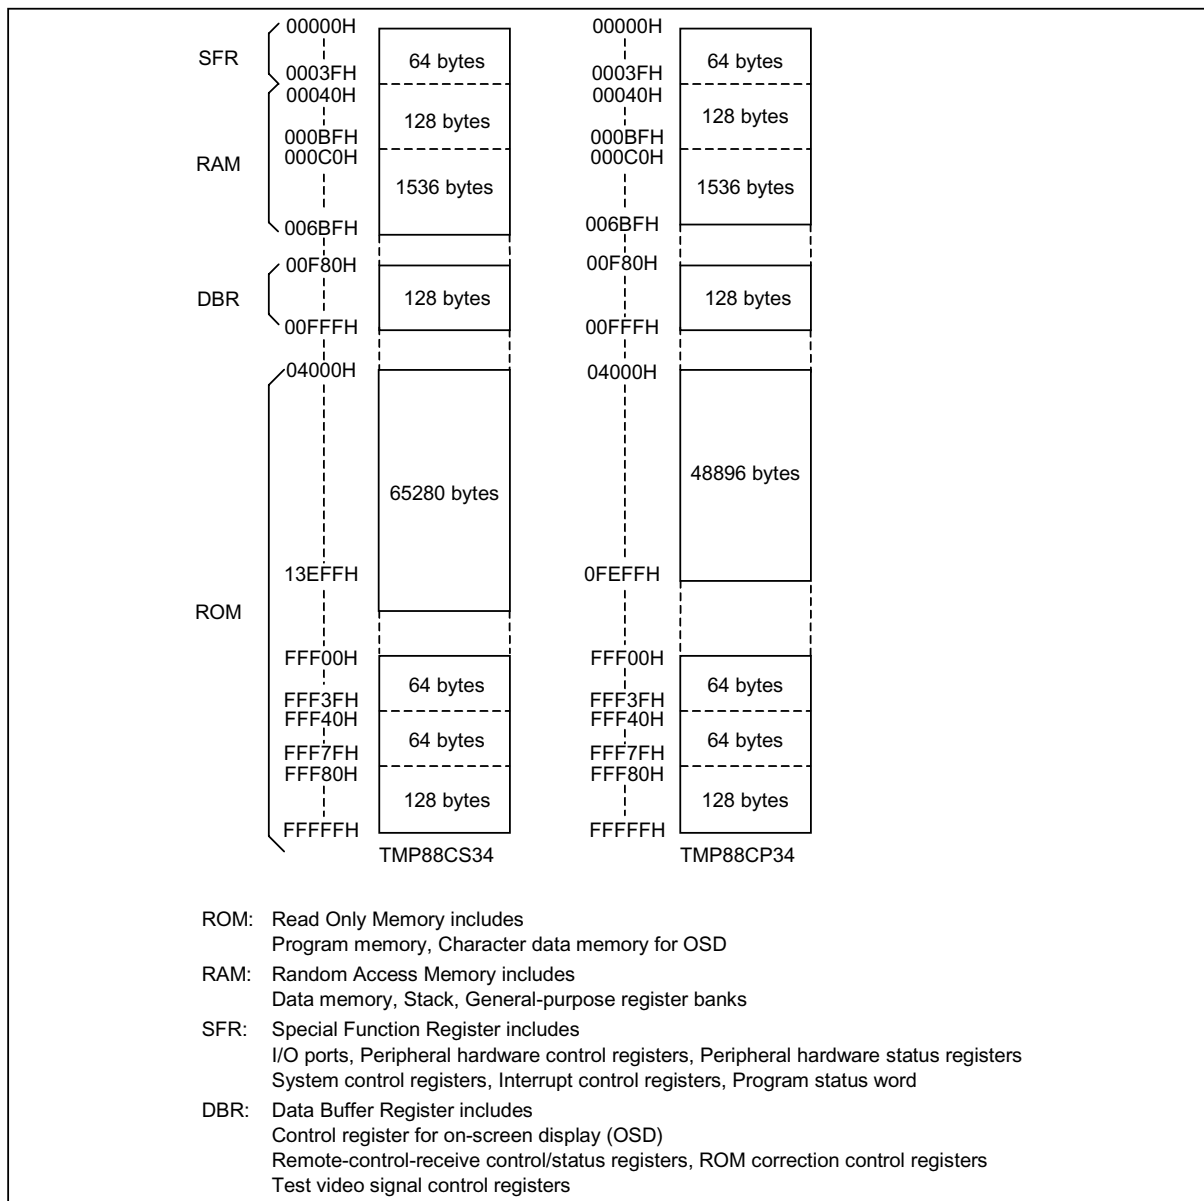 00000H
SFR
64 bytes
0003FH
00040H
128 bytes
000BFH
RAM
000C0H
1536 bytes
006BFH
00F80H
DBR
128 bytes
00FFFH
04000H
65280 bytes
13EFFH
ROM
FFF00H
64 bytes
FFF3FH
FFF40H
64 bytes
FFF7FH
FFF80H
128 bytes
FFFFFH
TMP88CS34
00000H
64 bytes
0003FH
00040H
128 bytes
000BFH
000C0H
1536 bytes
006BFH
00F80H
128 bytes
00FFFH
04000H
48896 bytes
0FEFFH
FFF00H
64 bytes
FFF3FH
FFF40H
64 bytes
FFF7FH
FFF80H
128 bytes
FFFFFH
TMP88CP34
ROM: Read Only Memory includes
Program memory, Character data memory for OSD
RAM: Random Access Memory includes
Data memory, Stack, General-purpose register banks
SFR: Special Function Register includes
I/O ports, Peripheral hardware control registers, Peripheral hardware status registers
System control registers, Interrupt control registers, Program status word
DBR: Data Buffer Register includes
Control register for on-screen display (OSD)
Remote-control-receive control/status registers, ROM correction control registers
Test video signal control registers